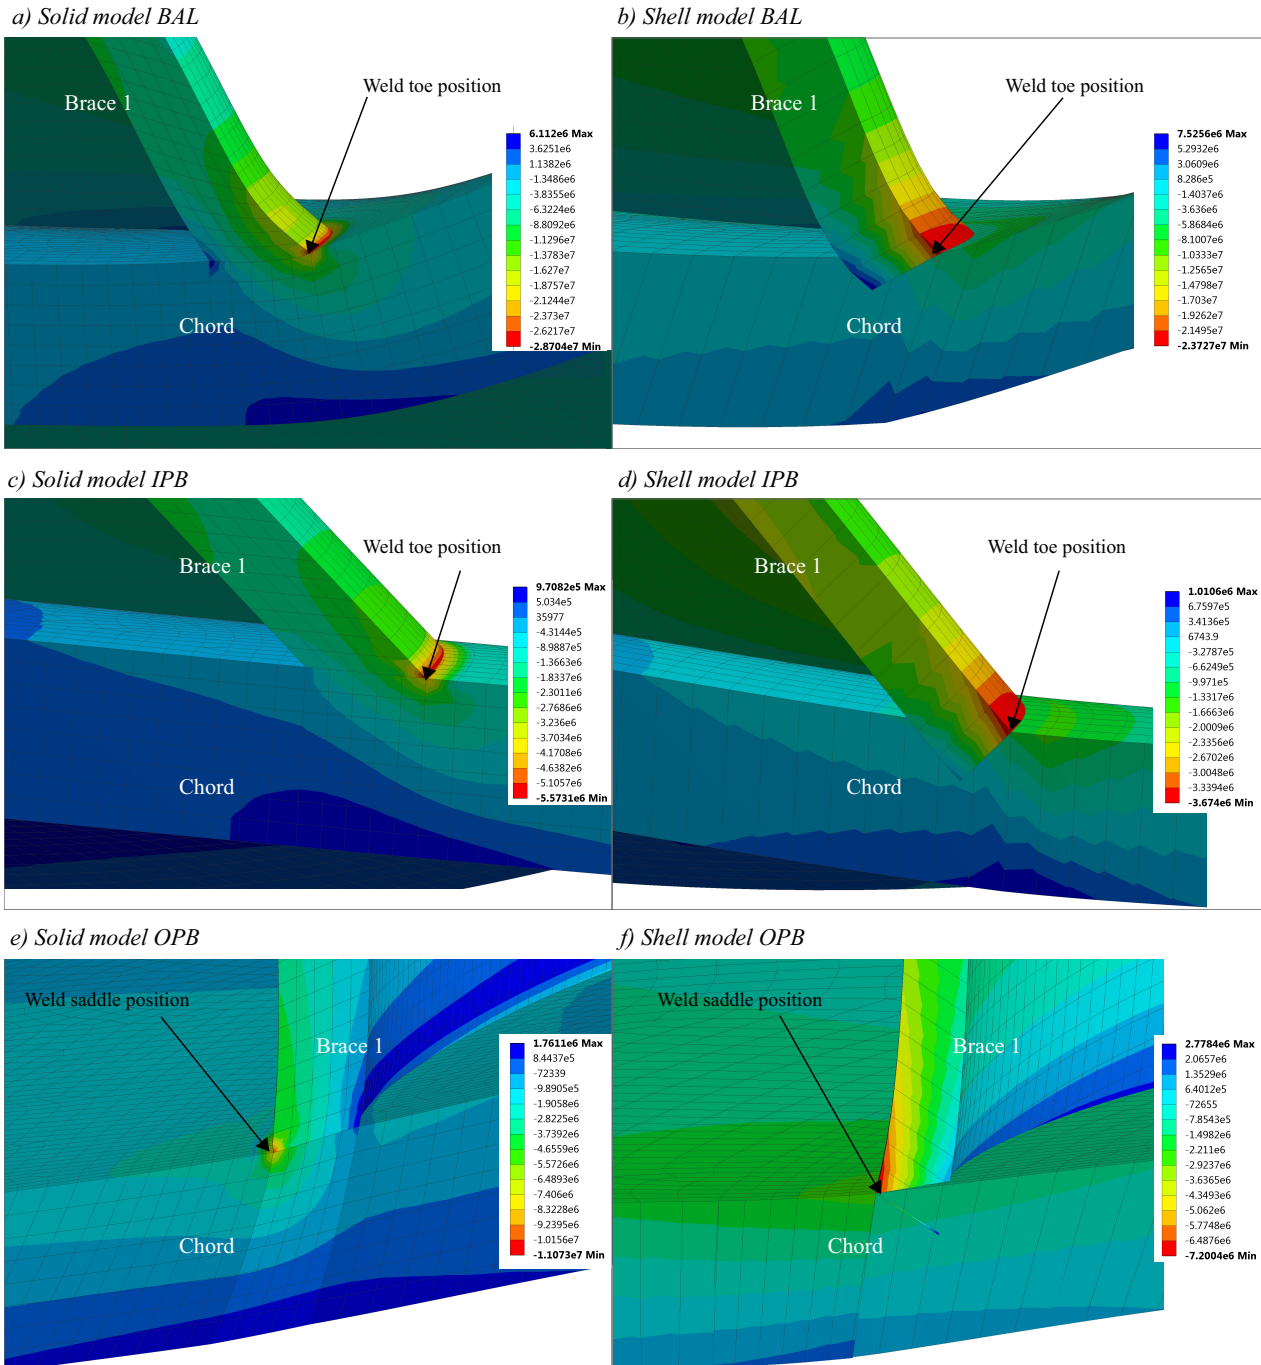 a) Solid model BAL
b) Shell model BAL
Brace 1
Weld toe position
Chord
6.112e6 Max
3.6251e6
1.1382e6
-1.3486e6
-3.8355e6
-6.3224e6
-8.8092e6
-1.1296e7
-1.3783e7
-1.627e7
-1.8757e7
-2.1244e7
-2.373e7
-2.6217e7
-2.8704e7 Min
Brace 1
Weld toe position
Chord
7.5256e6 Max
5.2932e6
3.0609e6
8.286e5
-1.4037e6
-3.636e6
-5.8684e6
-8.1007e6
-1.0333e7
-1.2565e7
-1.4798e7
-1.703e7
-1.9262e7
-2.1495e7
-2.3727e7 Min
c) Solid model IPB
d) Shell model IPB
Weld toe position
Brace 1
Chord
9.7082e5 Max
5.034e5
35977
-4.3144e5
-8.9887e5
-1.3663e6
-1.8337e6
-2.3011e6
-2.7686e6
-3.236e6
-3.7034e6
-4.1708e6
-4.6382e6
-5.1057e6
-5.5731e6 Min
Weld toe position
Brace 1
Chord
1.0106e6 Max
6.7597e5
3.4136e5
6743.9
-3.2787e5
-6.6249e5
-9.971e5
-1.3317e6
-1.6663e6
-2.0009e6
-2.3356e6
-2.6702e6
-3.0048e6
-3.3394e6
-3.674e6 Min
e) Solid model OPB
f) Shell model OPB
Weld saddle position
Brace 1
Chord
1.7611e6 Max
8.4437e5
-72339
-9.8905e5
-1.9058e6
-2.8225e6
-3.7392e6
-4.6559e6
-5.5726e6
-6.4893e6
-7.406e6
-8.3228e6
-9.2395e6
-1.0156e7
-1.1073e7 Min
Weld saddle position
Brace 1
Chord
2.7784e6 Max
2.0657e6
1.3529e6
6.4012e5
-72655
-7.8543e5
-1.4982e6
-2.211e6
-2.9237e6
-3.6365e6
-4.3493e6
-5.062e6
-5.7748e6
-6.4876e6
-7.2004e6 Min